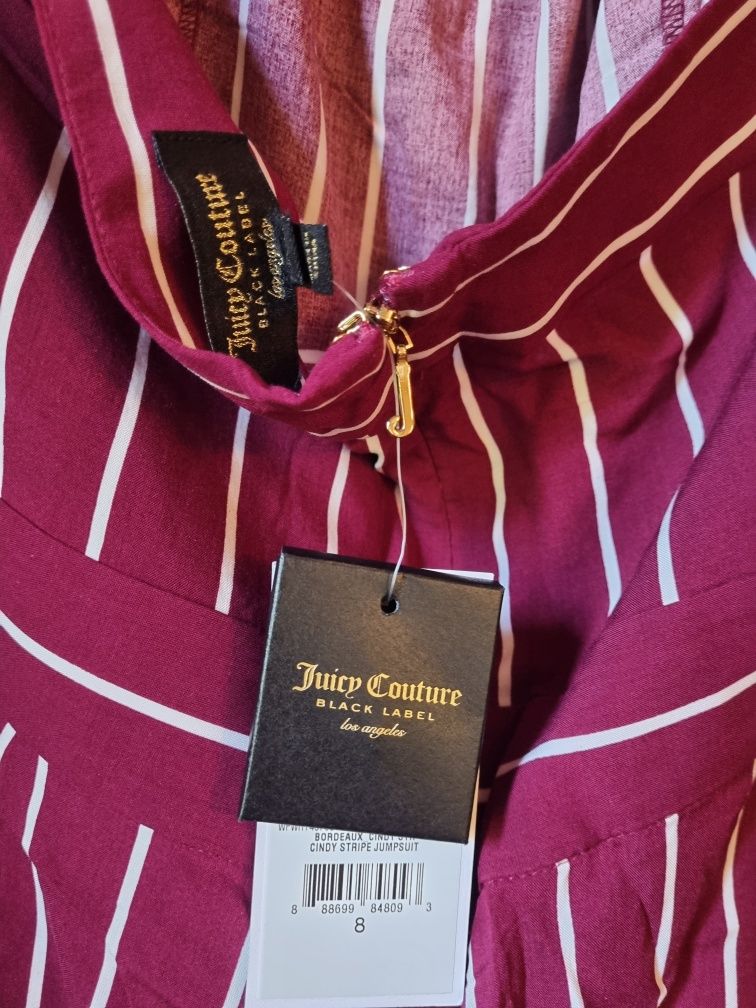 Juicy Couture
BLACK LABEL
los angeles
Juicy Couture
BLACK LABEL
los angeles
BORDEAUX CINDY
CINDY STRIPE JUMPSUIT
8 88699 84809 3
8